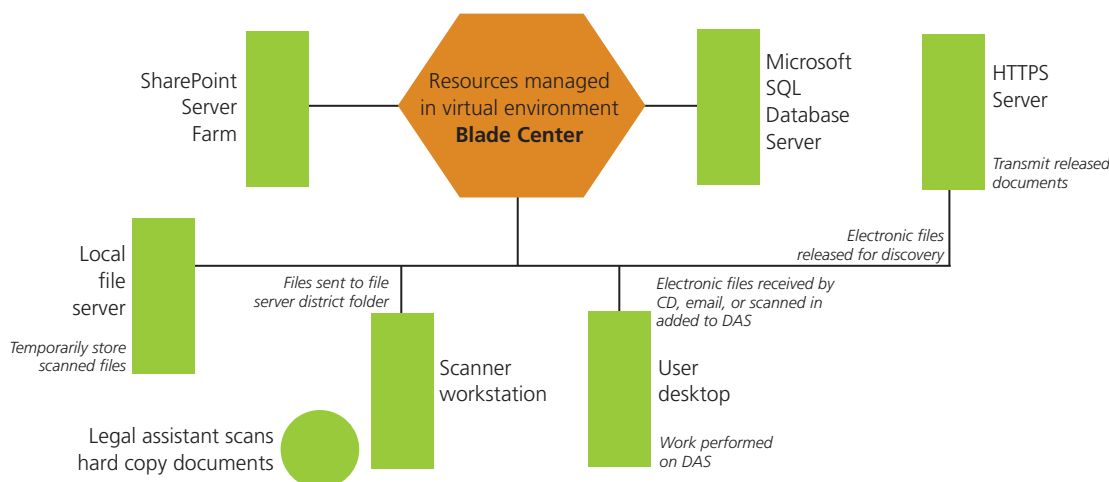 SharePoint
Server
Farm
Resources managed
in virtual environment
Blade Center
Microsoft
SQL
Database
Server
HTTPS
Server
Transmit released
documents
Local
file
server
Temporarily store
scanned files
Files sent to file
server district folder
Electronic files received by
CD, email, or scanned in
added to DAS
Electronic files
released for discovery
Scanner
workstation
User
desktop
Work performed
on DAS
Legal assistant scans
hard copy documents